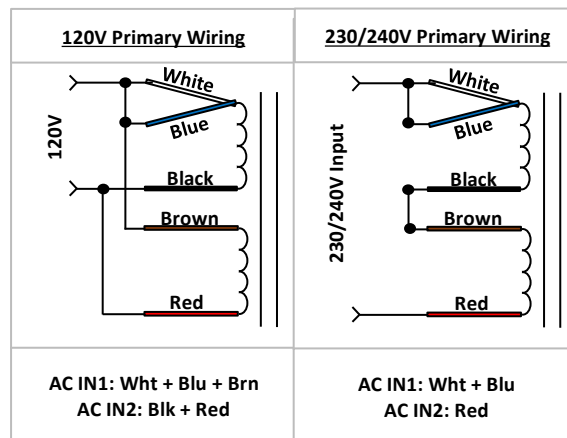 120V Primary Wiring
White
Blue
120V
Black
Brown
Red
AC IN1: Wht + Blu + Brn
AC IN2: Blk + Red
230/240V Primary Wiring
White
Blue
230/240V Input
Black
Brown
Red
AC IN1: Wht + Blu
AC IN2: Red